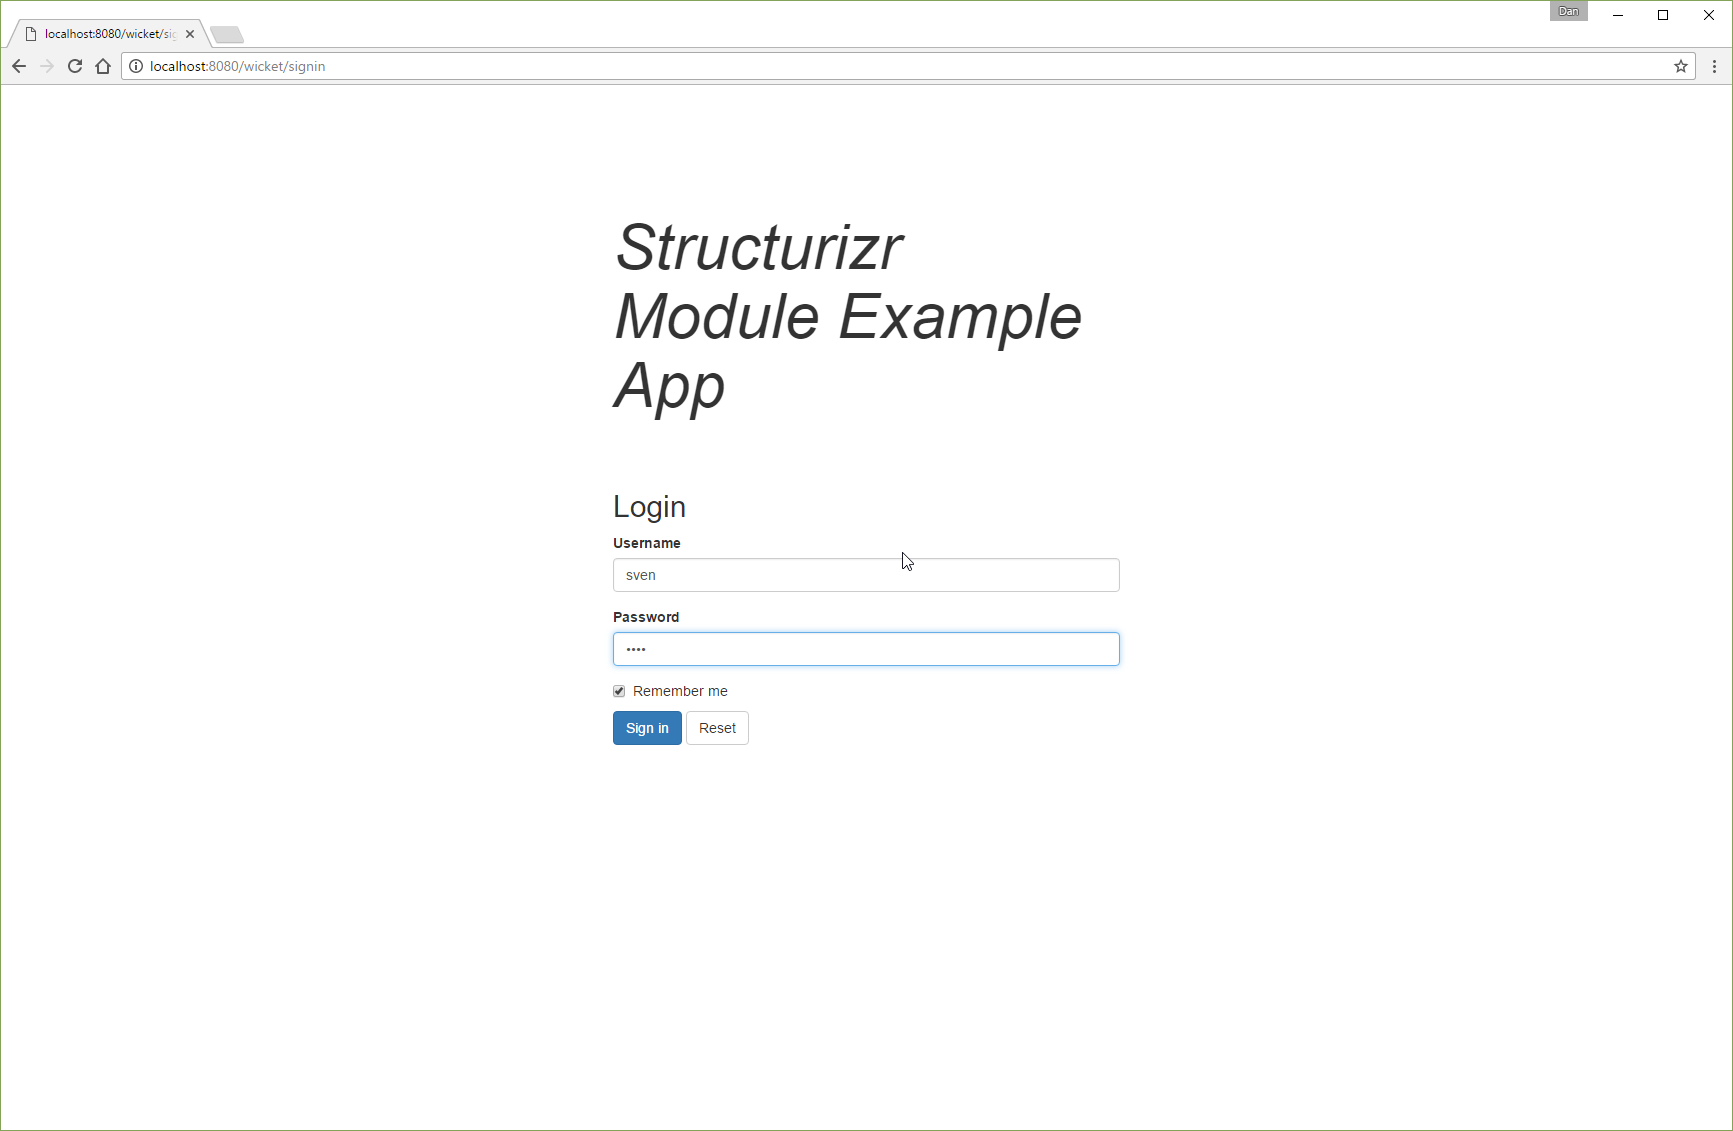 Dan
localhost:8080/wicket/sig
localhost:8080/wicket/signin
Structurizr
Module Example
App
Login
Username
sven
Password
••••
Remember me
Sign in Reset